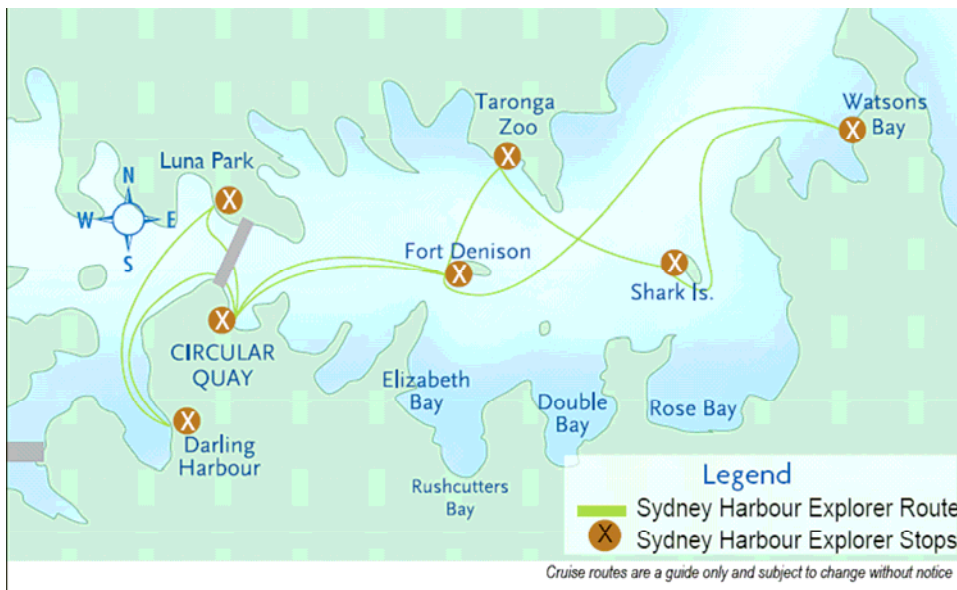 Taronga
Zoo
Watsons
Bay
Luna Park
N
W E
S
Fort Denison
Shark Is.
CIRCULAR
QUAY
Elizabeth
Bay
Double
Bay
Rose Bay
Darling
Harbour
Rushcutters
Bay
X
X
X
X
X
X
X
Legend
Sydney Harbour Explorer Route
X Sydney Harbour Explorer Stops
Cruise routes are a guide only and subject to change without notice